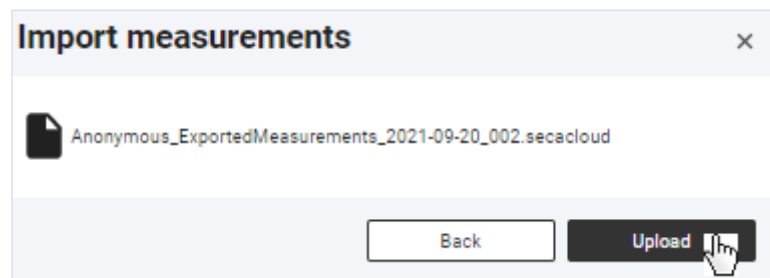 Import measurements
Anonymous_ExportedMeasurements_2021-09-20_002.secacloud
Back
Upload